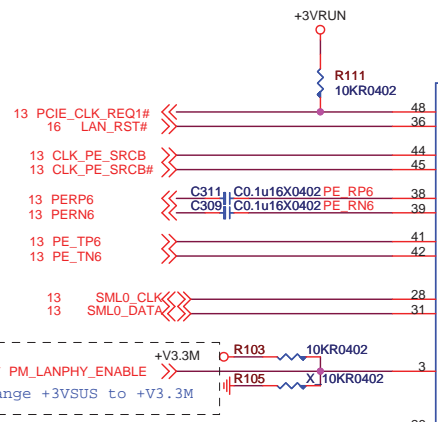 +3VRUN
R111
10KR0402
13 PCIE_CLK_REQ1# 48
16 LAN_RST# 36
13 CLK_PE_SRCB 44
13 CLK_PE_SRCB# 45
13 PERP6 C311 C0.1u16X0402 PE_RP6 38
13 PERN6 C309 C0.1u16X0402 PE_RN6 39
13 PE_TP6 41
13 PE_TN6 42
13 SML0_CLK 28
13 SML0_DATA 31
+V3.3M R103 10KR0402
PM_LANPHY_ENABLE 3
R105 X_10KR0402
ange +3VSUS to +V3.3M